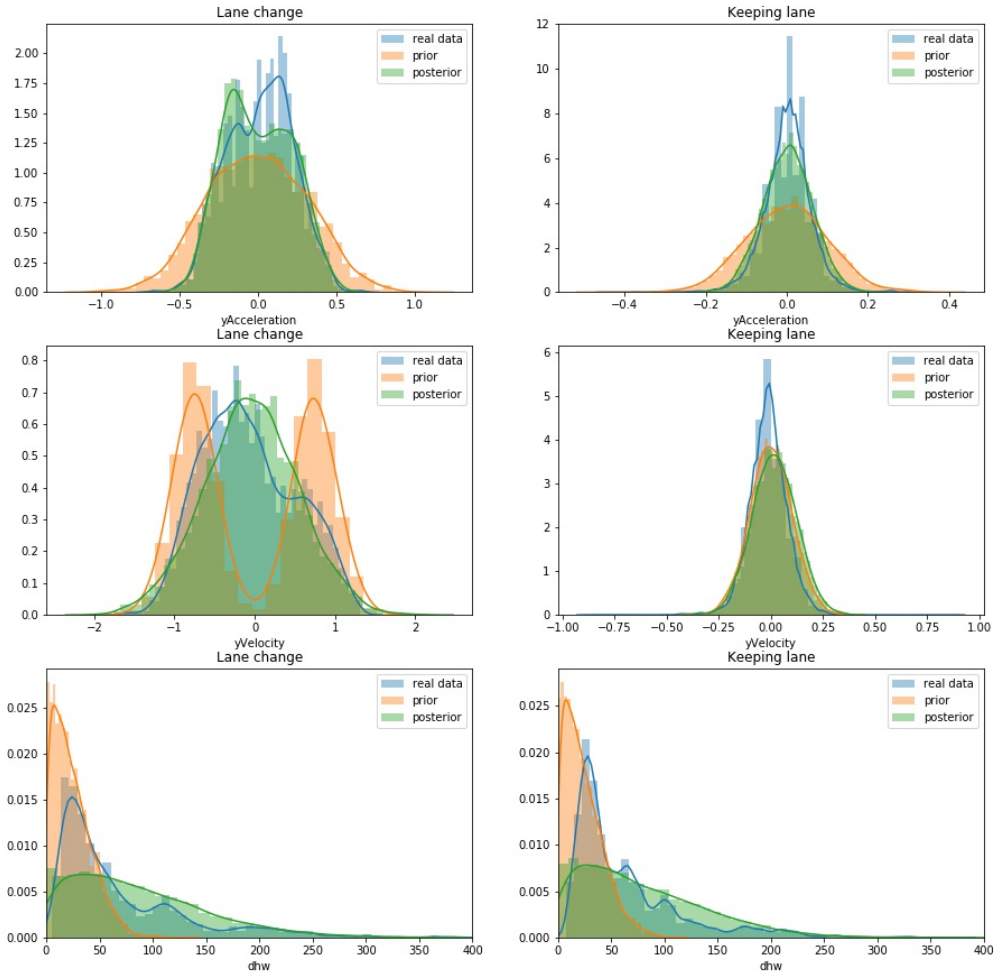 Lane change
real data
prior
posterior
2.00
1.75
1.50
1.25
1.00
0.75
0.50
0.25
0.00
−1.0 −0.5 0.0 0.5 1.0
yAcceleration
Keeping lane
real data
prior
posterior
12
10
8
6
4
2
0
−0.4 −0.2 0.0 0.2 0.4
yAcceleration
Lane change
real data
prior
posterior
0.8
0.7
0.6
0.5
0.4
0.3
0.2
0.1
0.0
−2 −1 0 1 2
yVelocity
Keeping lane
real data
prior
posterior
6
5
4
3
2
1
0
−1.00 −0.75 −0.50 −0.25 0.00 0.25 0.50 0.75 1.00
yVelocity
Lane change
real data
prior
posterior
0.025
0.020
0.015
0.010
0.005
0.000
0 50 100 150 200 250 300 350 400
dhw
Keeping lane
real data
prior
posterior
0.025
0.020
0.015
0.010
0.005
0.000
0 50 100 150 200 250 300 350 400
dhw